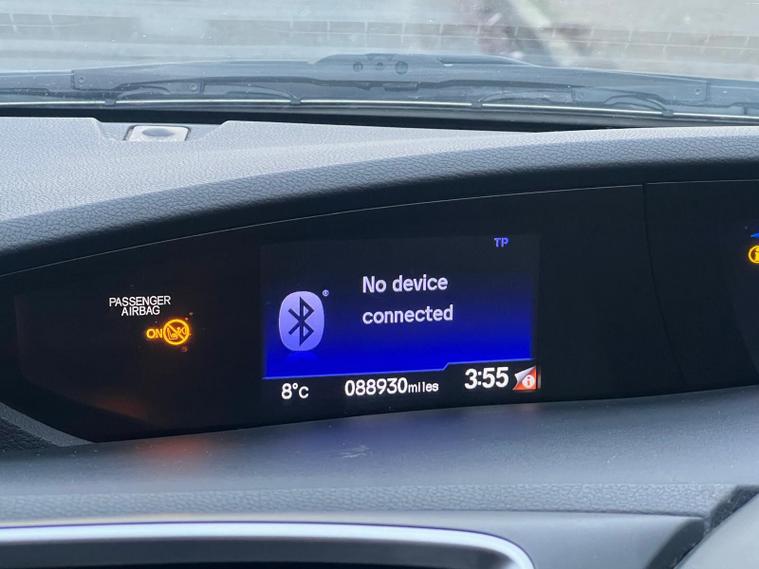 TP
No device
connected
PASSENGER
AIRBAG
ON
8°C 088930miles 3:55